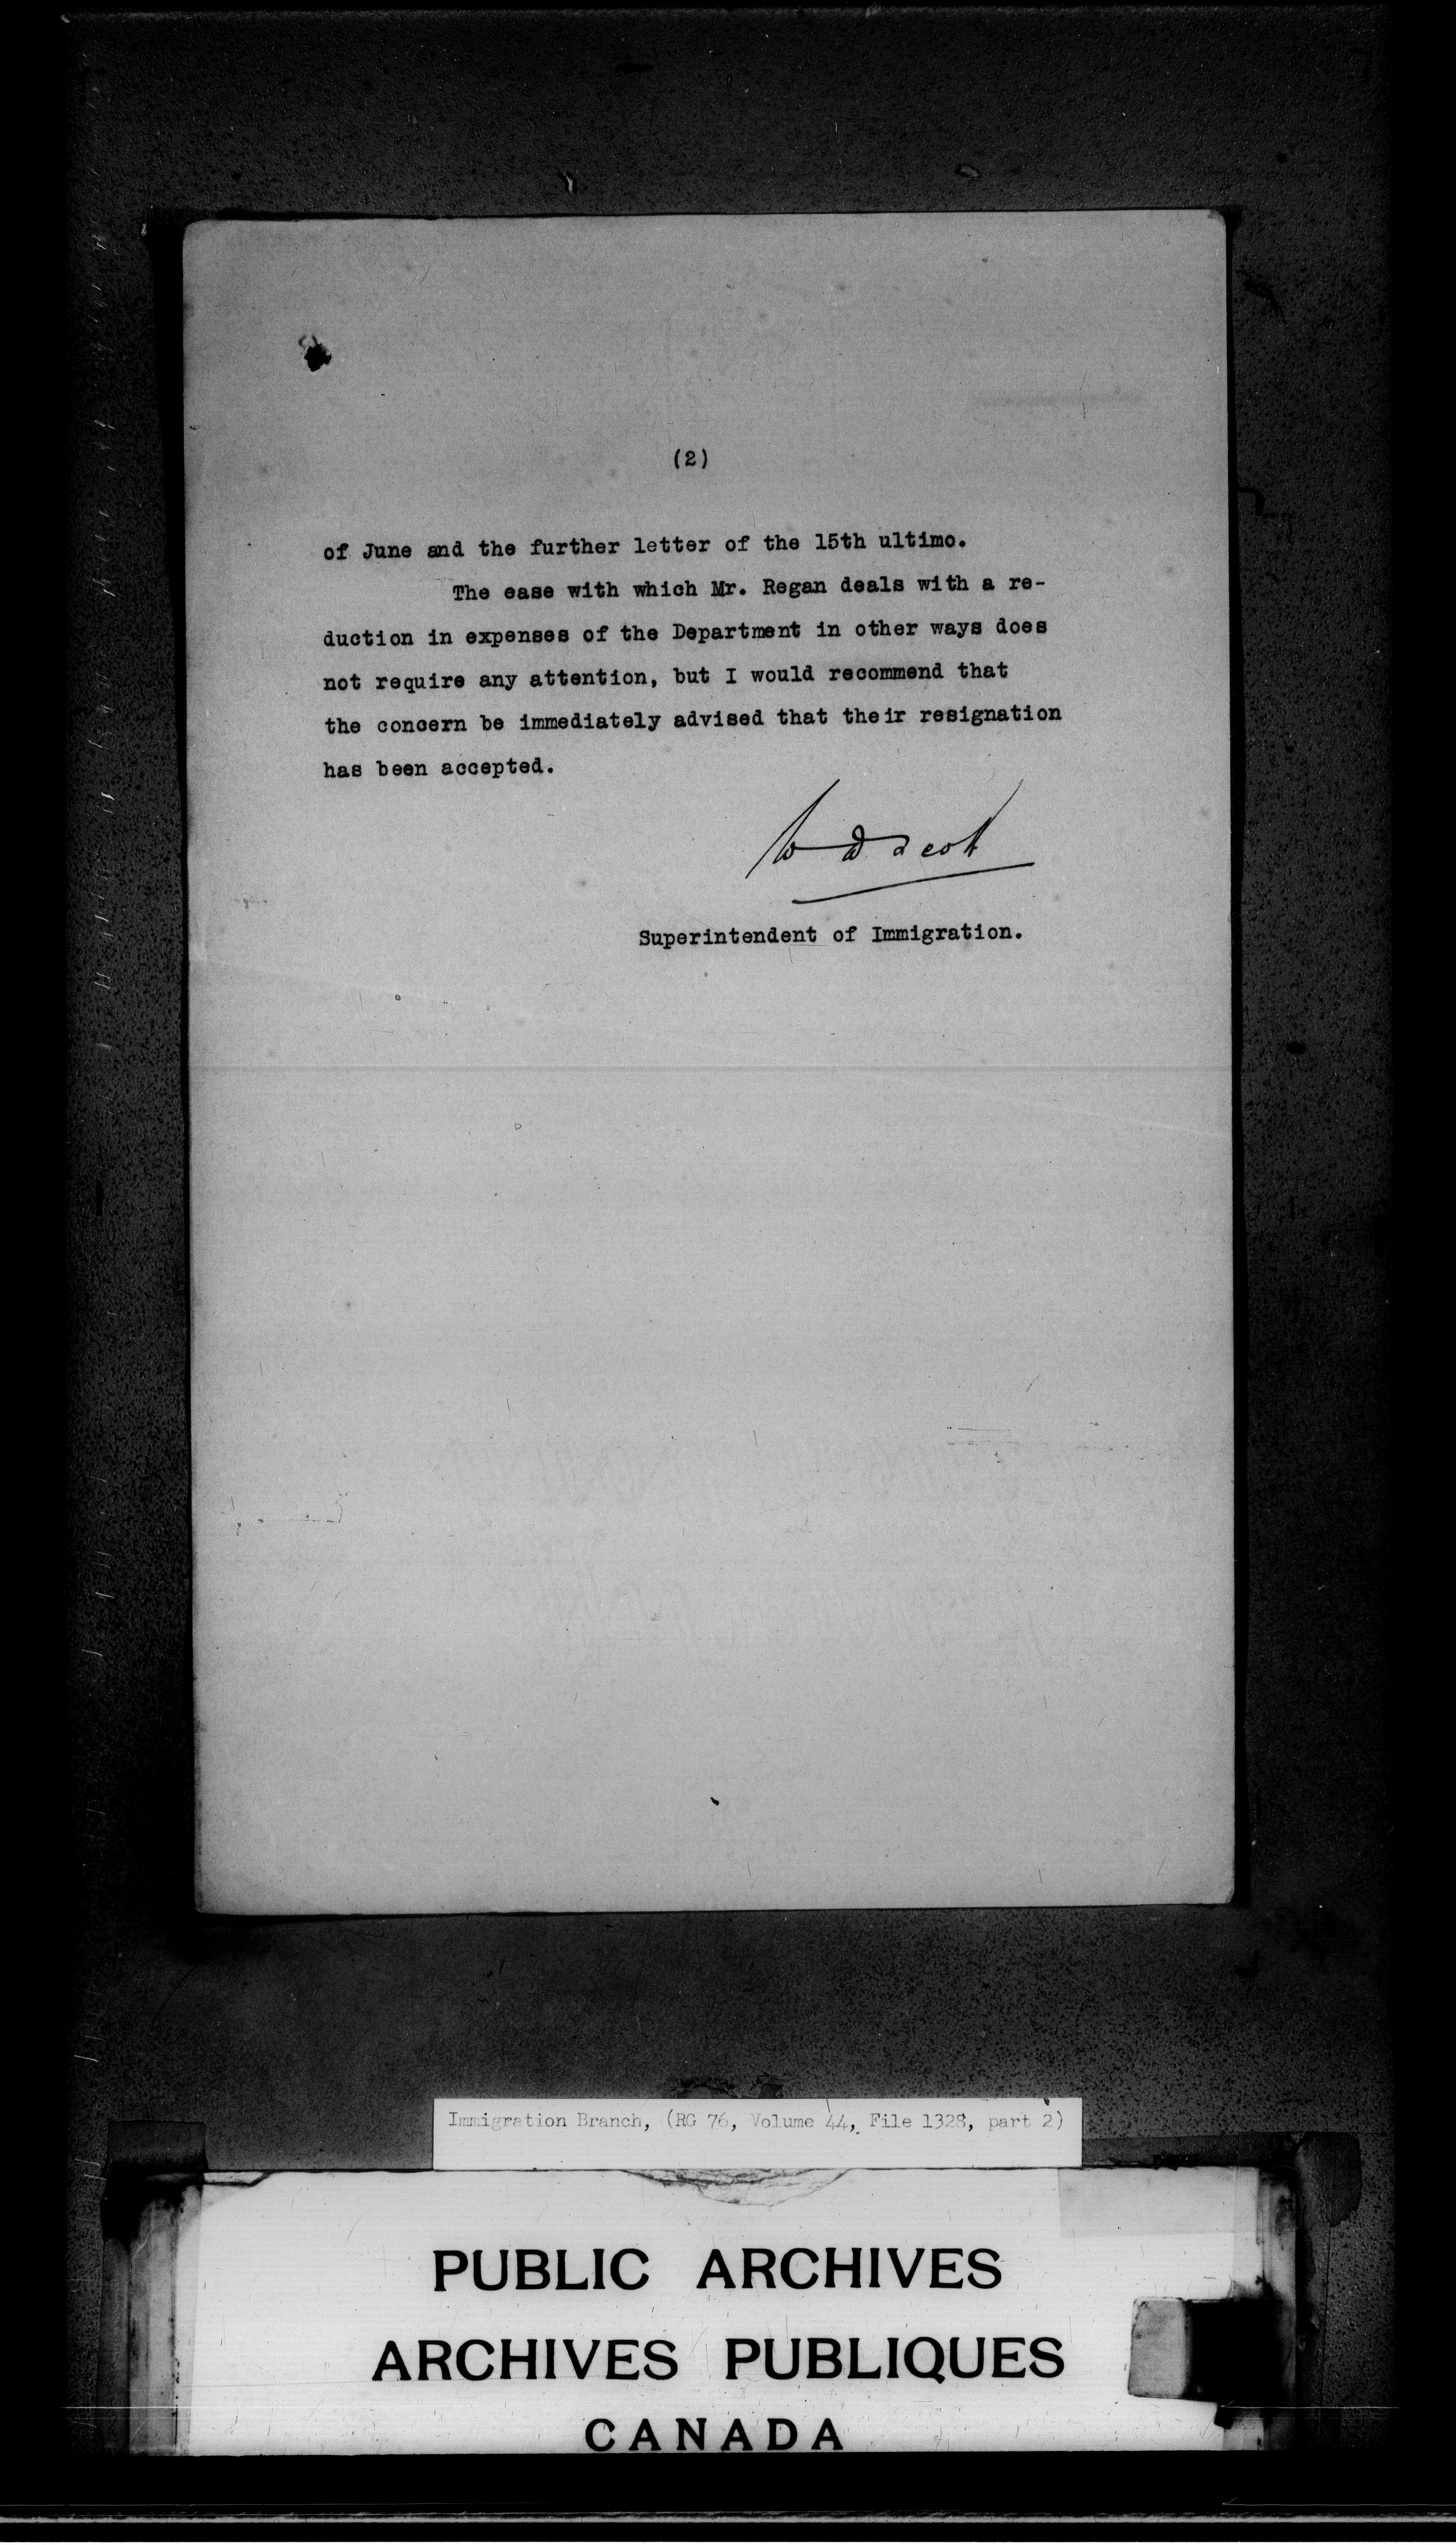 (2)
of June and the further letter of the 15th ultimo.
The ease with which Mr. Regan deals with a re-
duction in expenses of the Department in other ways does
not require any attention, but I would recommend that
the concern be immediately advised that their resignation
has been accepted.
W D Scott
Superintendent of Immigration.
Immigration Branch, (RG 76, Volume 44, File 1328, part 2)
PUBLIC ARCHIVES
ARCHIVES PUBLIQUES
CANADA